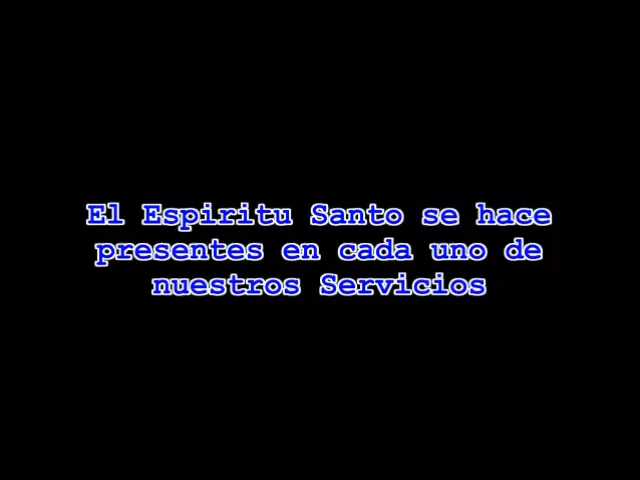 El Espiritu Santo se hace
presentes en cada uno de
nuestros Servicios